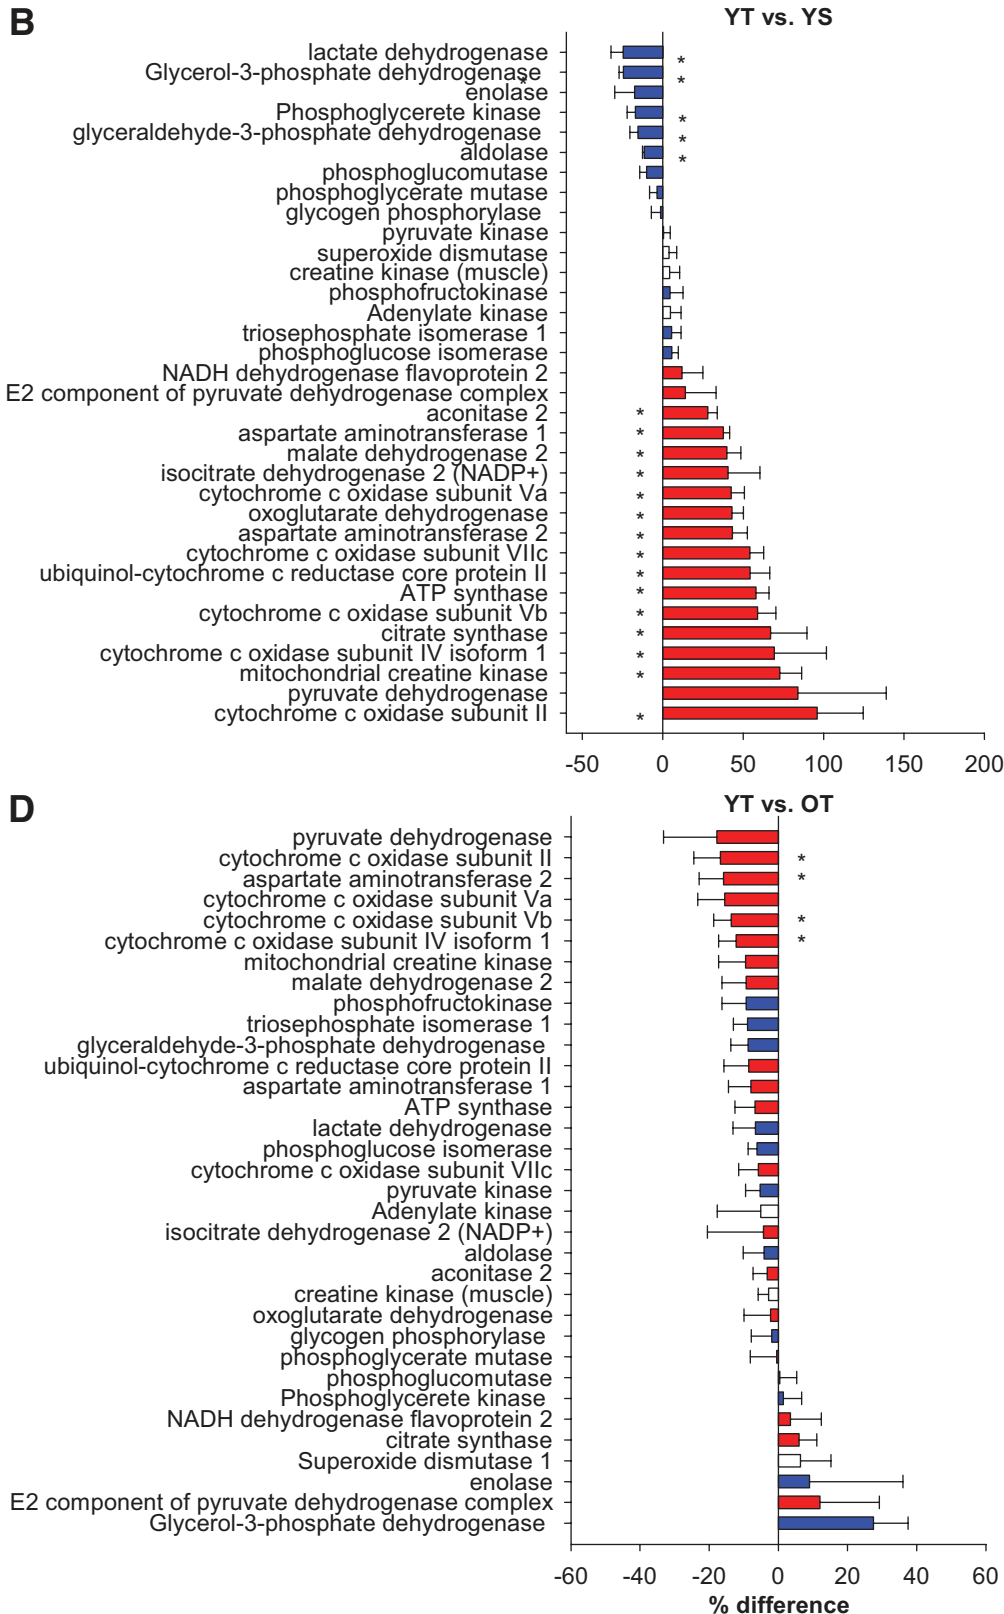 B
YT vs. YS
lactate dehydrogenase
*
Glycerol-3-phosphate dehydrogenase
*
*
enolase
Phosphoglycerete kinase
*
glyceraldehyde-3-phosphate dehydrogenase
*
aldolase
*
phosphoglucomutase
phosphoglycerate mutase
glycogen phosphorylase
pyruvate kinase
superoxide dismutase
creatine kinase (muscle)
phosphofructokinase
Adenylate kinase
triosephosphate isomerase 1
phosphoglucose isomerase
NADH dehydrogenase flavoprotein 2
E2 component of pyruvate dehydrogenase complex
aconitase 2 *
aspartate aminotransferase 1 *
malate dehydrogenase 2 *
isocitrate dehydrogenase 2 (NADP+) *
cytochrome c oxidase subunit Va *
oxoglutarate dehydrogenase *
aspartate aminotransferase 2 *
cytochrome c oxidase subunit VIIc *
ubiquinol-cytochrome c reductase core protein II *
ATP synthase *
cytochrome c oxidase subunit Vb *
citrate synthase *
cytochrome c oxidase subunit IV isoform 1 *
mitochondrial creatine kinase *
pyruvate dehydrogenase
cytochrome c oxidase subunit II *
-50 0 50 100 150 200
D
YT vs. OT
pyruvate dehydrogenase
cytochrome c oxidase subunit II *
aspartate aminotransferase 2 *
cytochrome c oxidase subunit Va
cytochrome c oxidase subunit Vb *
cytochrome c oxidase subunit IV isoform 1 *
mitochondrial creatine kinase
malate dehydrogenase 2
phosphofructokinase
triosephosphate isomerase 1
glyceraldehyde-3-phosphate dehydrogenase
ubiquinol-cytochrome c reductase core protein II
aspartate aminotransferase 1
ATP synthase
lactate dehydrogenase
phosphoglucose isomerase
cytochrome c oxidase subunit VIIc
pyruvate kinase
Adenylate kinase
isocitrate dehydrogenase 2 (NADP+)
aldolase
aconitase 2
creatine kinase (muscle)
oxoglutarate dehydrogenase
glycogen phosphorylase
phosphoglycerate mutase
phosphoglucomutase
Phosphoglycerete kinase
NADH dehydrogenase flavoprotein 2
citrate synthase
Superoxide dismutase 1
enolase
E2 component of pyruvate dehydrogenase complex
Glycerol-3-phosphate dehydrogenase
-60 -40 -20 0 20 40 60
% difference